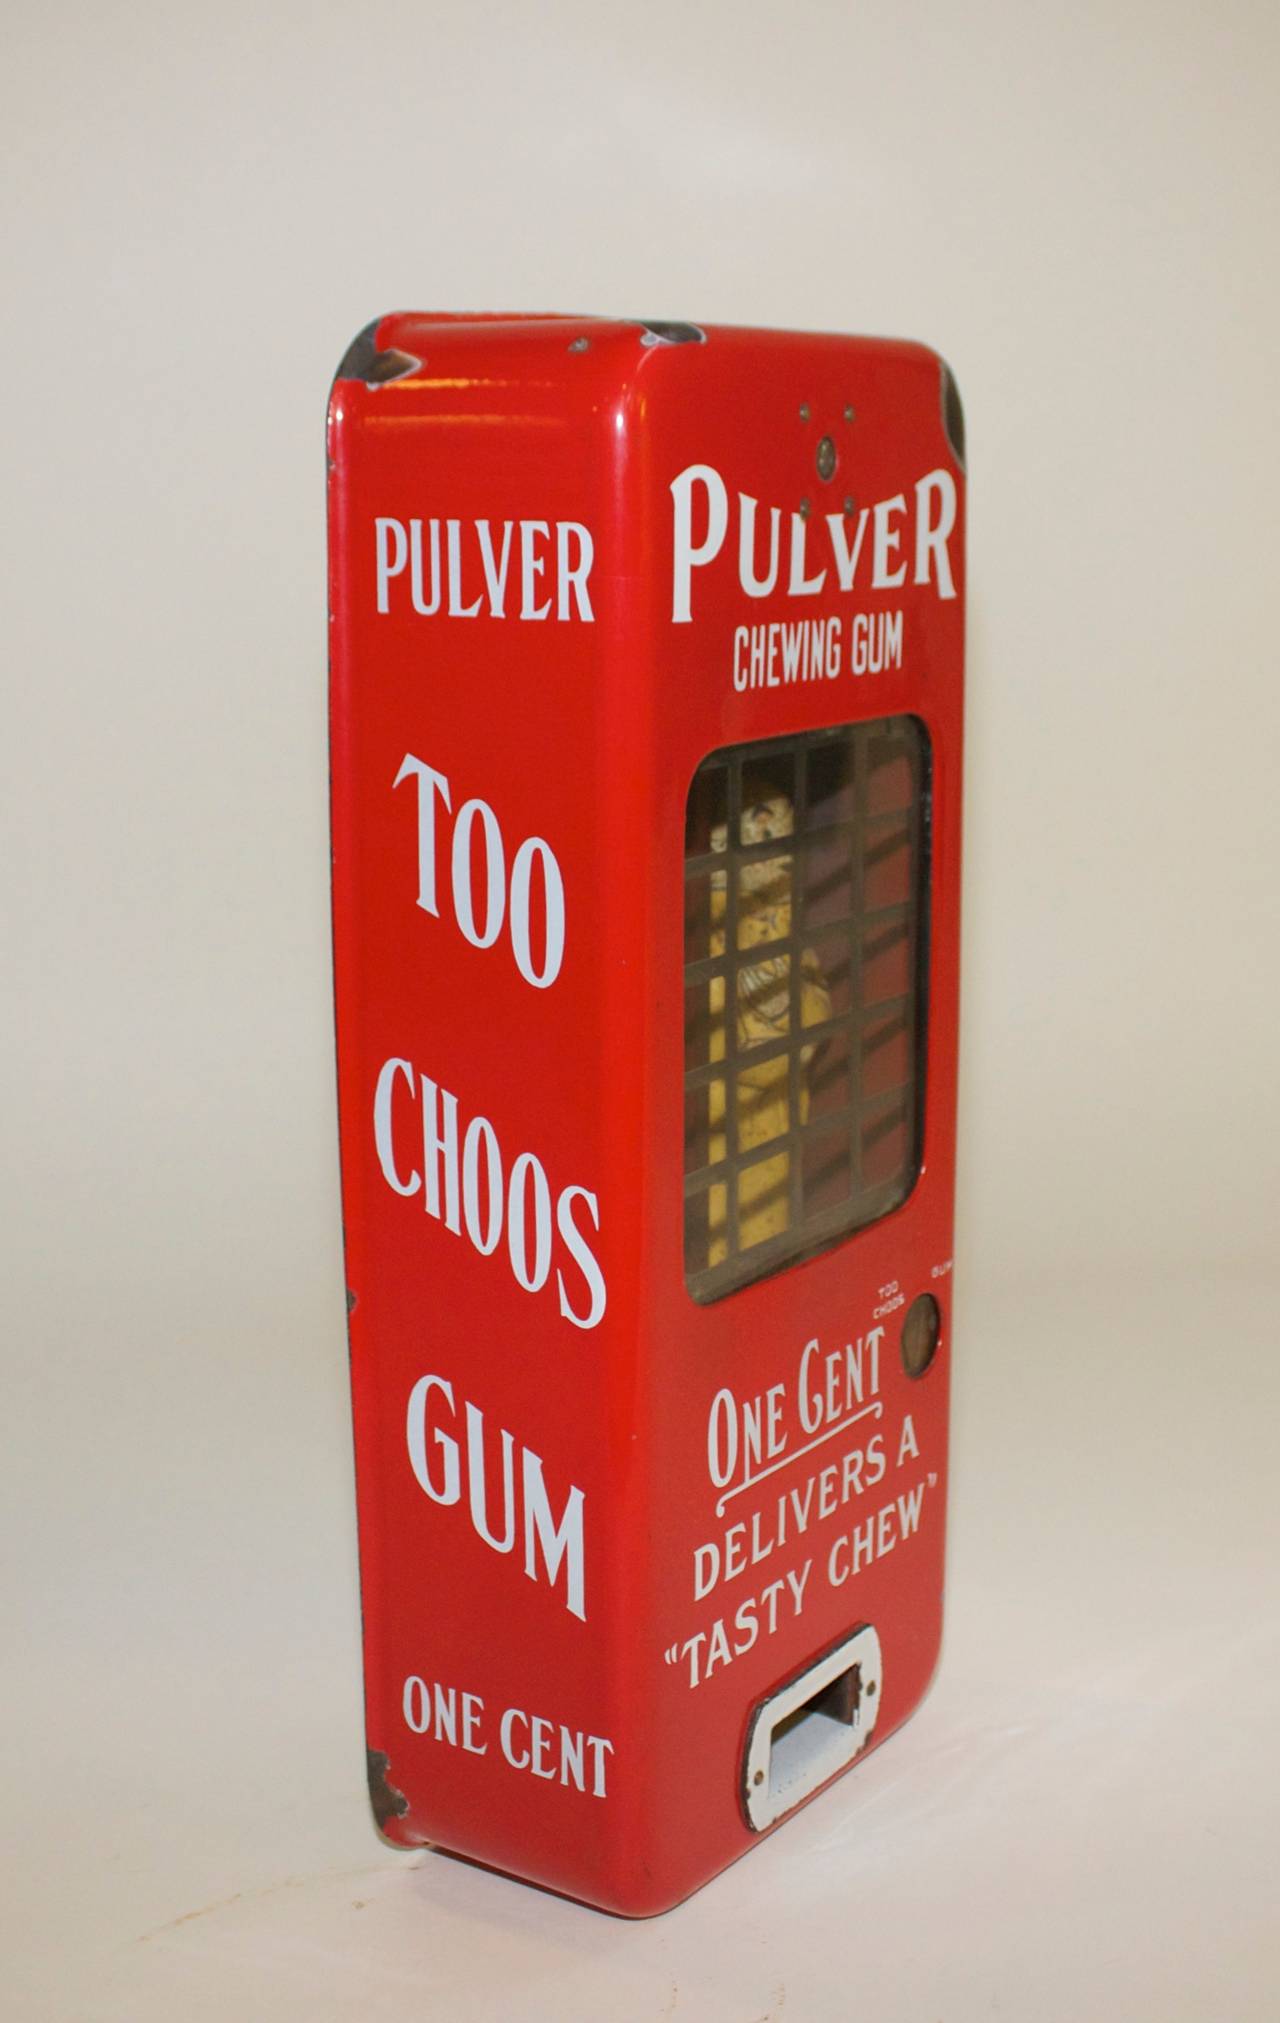 PULVER
TOO
CHOOS
GUM
ONE CENT
PULVER
CHEWING GUM
TOO
CHOOS
GUM
ONE CENT
DELIVERS A
"TASTY CHEW"